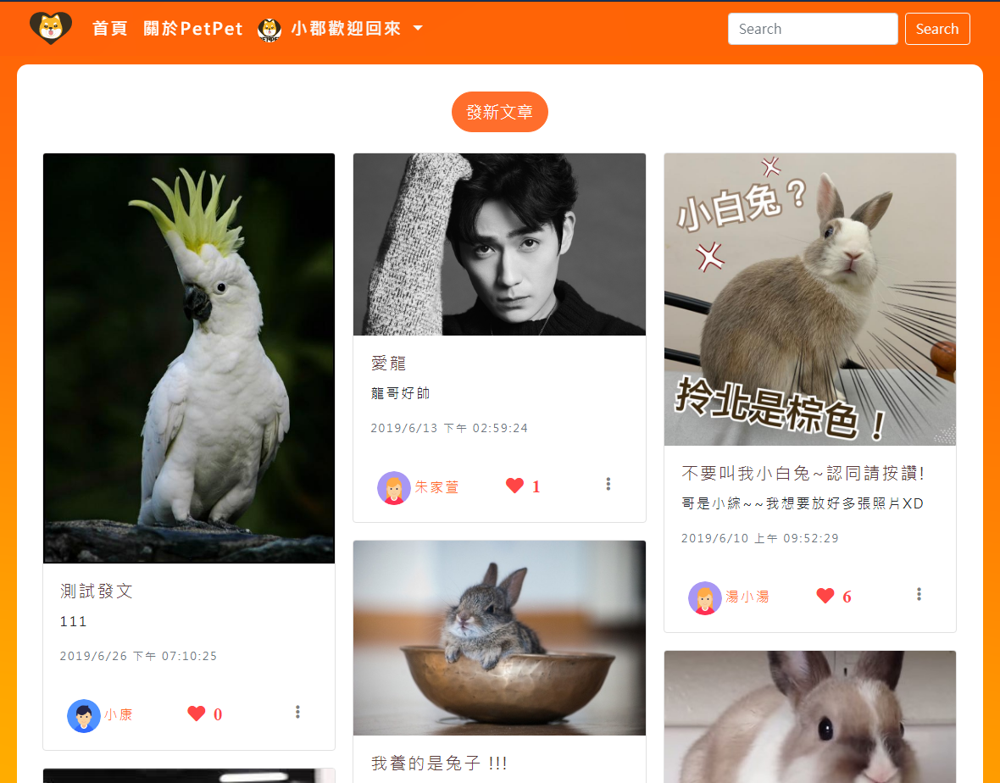 首頁
關於PetPet
小郡歡迎回來
Search
Search
發新文章
測試發文
111
2019/6/26 下午 07:10:25
小康
0
愛龍
龍哥好帥
2019/6/13 下午 02:59:24
朱家萱
1
我養的是兔子 !!!
小白兔？
拎北是棕色！
不要叫我小白兔~認同請按讚!
哥是小綜~~我想要放好多張照片XD
2019/6/10 上午 09:52:29
湯小湯
6